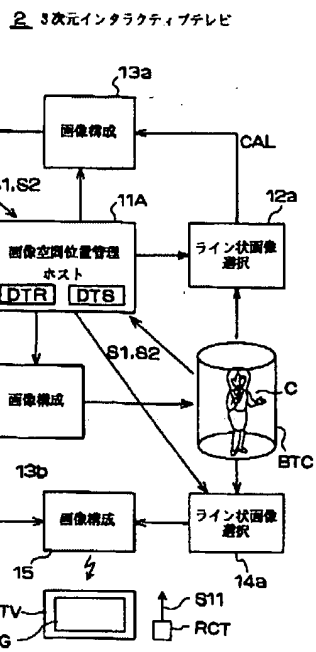 2 3次元インタラクティブテレビ
13a
画像構成
S1,S2
CAL
11A
12a
画像空間位置管理
ホスト
DTR DTS
ライン状画像
選択
S1,S2
画像構成
C
BTC
13b
画像構成
ライン状画像
選択
15
14a
TV
S11
G
RCT